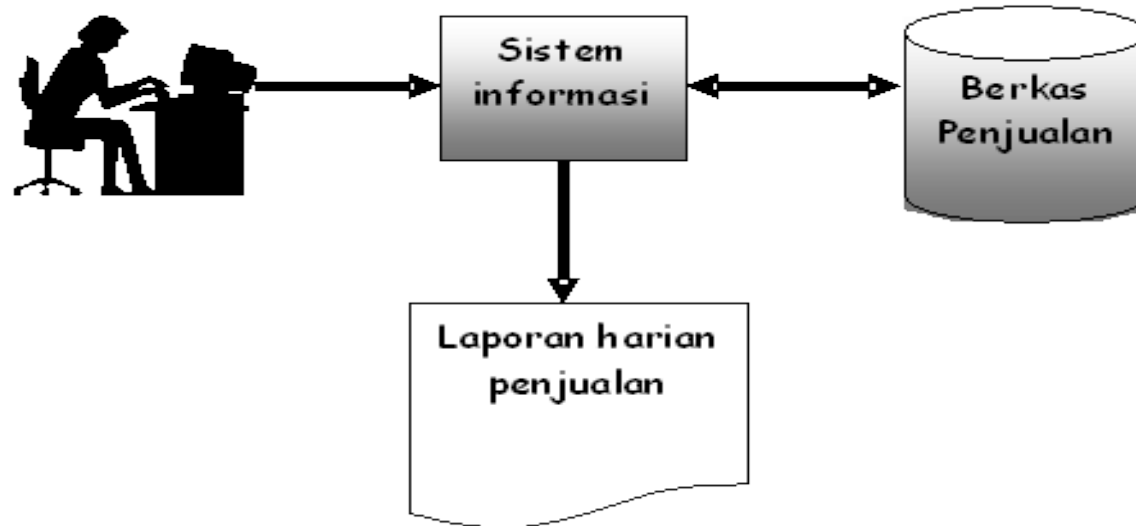 Sistem
informasi
Berkas
Penjualan
Laporan harian
penjualan